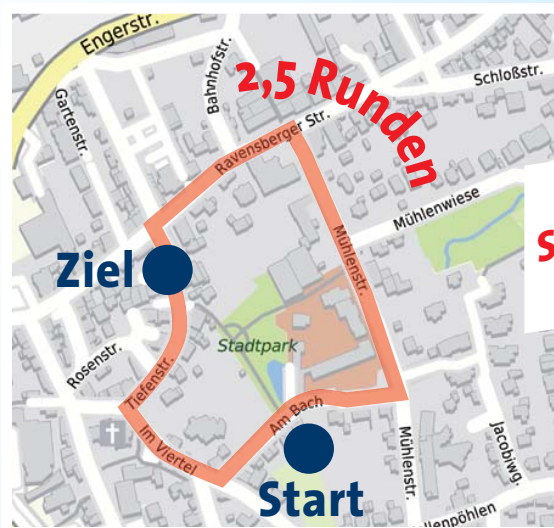 Engerstr.
Gartenstr.
Bahnhofstr.
2,5 Runden
Schloßstr.
Ravensberger Str.
Mühlenwiese
Mühlenstr.
S
Ziel
Stadtpark
Rosenstr.
Tiefenstr.
Im Viertel
Am Bach
Mühlenstr.
Jacobiwg.
Start
llenpöhlen